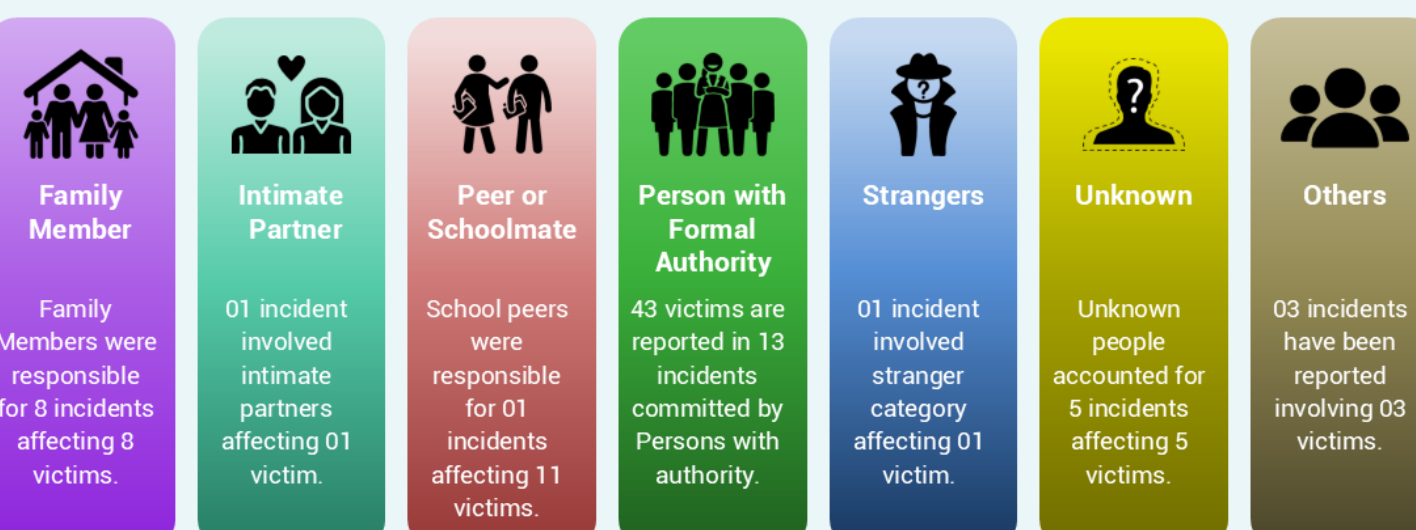 Family
Member
Family
Members were
responsible
for 8 incidents
affecting 8
victims.
Intimate
Partner
01 incident
involved
intimate
partners
affecting 01
victim.
Peer or
Schoolmate
School peers
were
responsible
for 01
incidents
affecting 11
victims.
Person with
Formal
Authority
43 victims are
reported in 13
incidents
committed by
Persons with
authority.
?
Strangers
01 incident
involved
stranger
category
affecting 01
victim.
?
Unknown
Unknown
people
accounted for
5 incidents
affecting 5
victims.
Others
03 incidents
have been
reported
involving 03
victims.